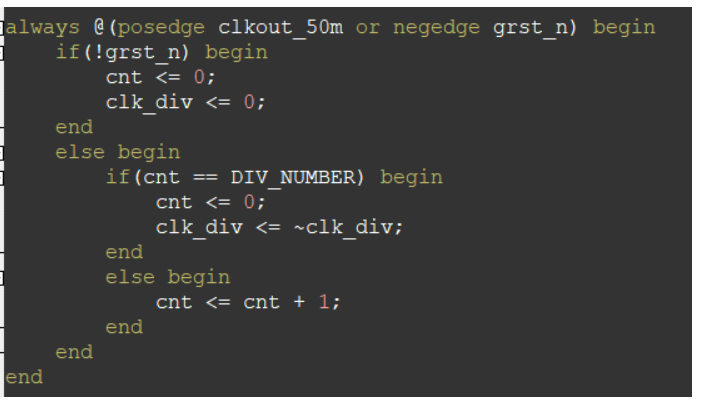 always @(posedge clkout_50m or negedge grst_n) begin
    if(!grst_n) begin
        cnt <= 0;
        clk_div <= 0;
    end
    else begin
        if(cnt == DIV_NUMBER) begin
            cnt <= 0;
            clk_div <= ~clk_div;
        end
        else begin
            cnt <= cnt + 1;
        end
    end
end